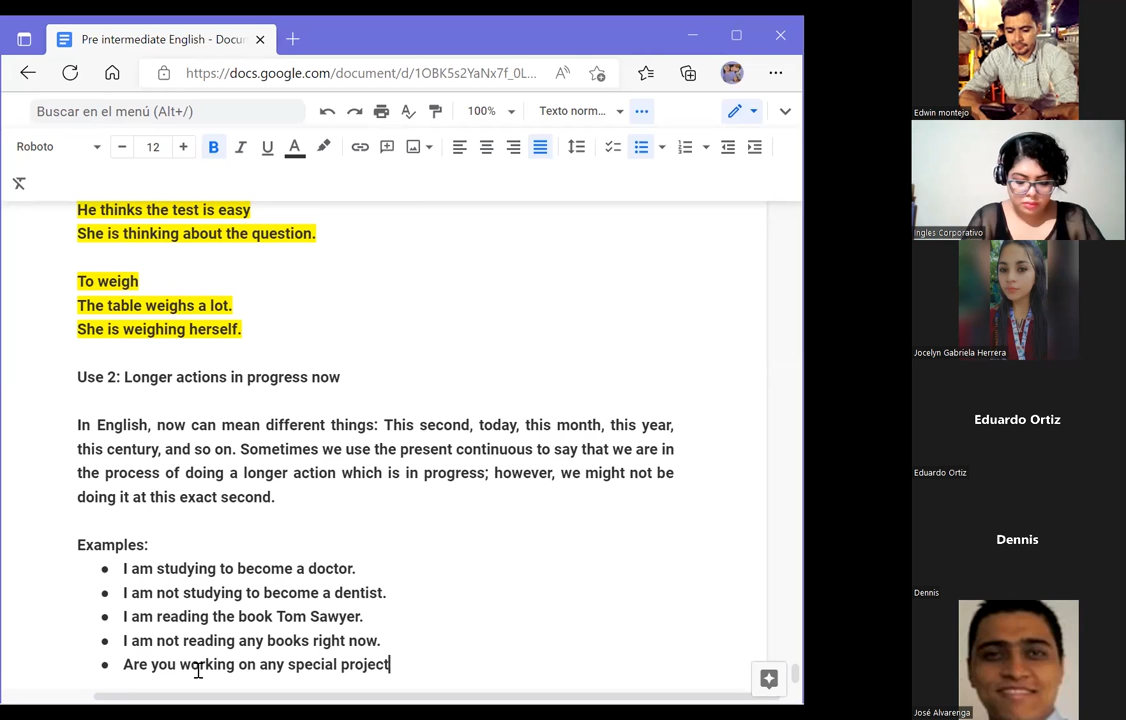 Pre intermediate English - Docu
https://docs.google.com/document/d/1OBK5s2YaNx7f_0L...
Buscar en el menú (Alt+/)
100%
Texto norm...
Roboto
12
B
I
U
A
He thinks the test is easy
She is thinking about the question.
To weigh
The table weighs a lot.
She is weighing herself.
Use 2: Longer actions in progress now
In English, now can mean different things: This second, today, this month, this year,
this century, and so on. Sometimes we use the present continuous to say that we are in
the process of doing a longer action which is in progress; however, we might not be
doing it at this exact second.
Examples:
● I am studying to become a doctor.
● I am not studying to become a dentist.
● I am reading the book Tom Sawyer.
● I am not reading any books right now.
● Are you working on any special project
Edwin montejo
Ingles Corporativo
Jocelyn Gabriela Herrera
Eduardo Ortiz
Eduardo Ortiz
Dennis
Dennis
José Alvarenga